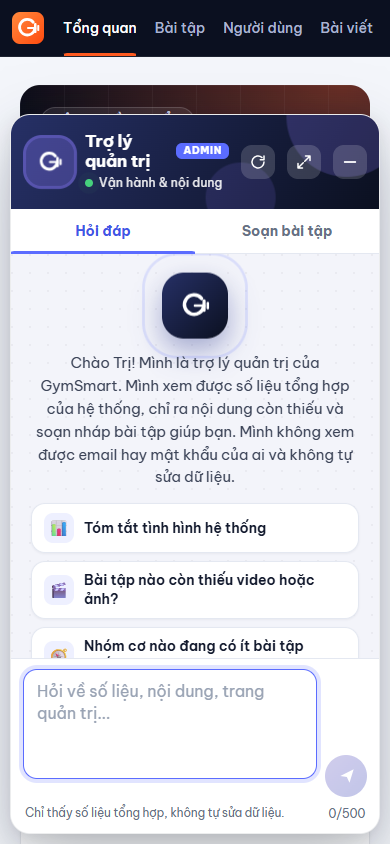 Tổng quan Bài tập Người dùng Bài viết
Trợ lý
quản trị
ADMIN
Vận hành & nội dung
Hỏi đáp Soạn bài tập
Chào Trị! Mình là trợ lý quản trị của
GymSmart. Mình xem được số liệu tổng hợp
của hệ thống, chỉ ra nội dung còn thiếu và
soạn nháp bài tập giúp bạn. Mình không xem
được email hay mật khẩu của ai và không tự
sửa dữ liệu.
Tóm tắt tình hình hệ thống
Bài tập nào còn thiếu video hoặc
ảnh?
Nhóm cơ nào đang có ít bài tập
Hỏi về số liệu, nội dung, trang
quản trị...
Chỉ thấy số liệu tổng hợp, không tự sửa dữ liệu. 0/500